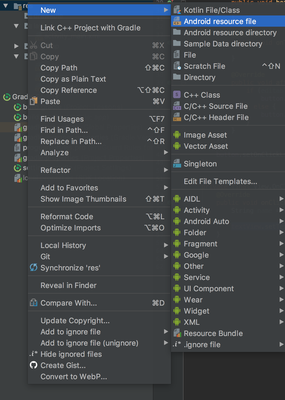 New
Link C++ Project with Gradle
Cut ⌘X
Copy ⌘C
Copy Path ⇧⌘C
Copy as Plain Text
Copy Reference ⌥⇧⌘C
Paste ⌘V
Find Usages ⌥F7
Find in Path... ^⇧F
Replace in Path... ^⇧R
Analyze
Refactor
Add to Favorites
Show Image Thumbnails ⇧⌘T
Reformat Code ⌥⌘L
Optimize Imports ⌥⌘O
Local History
Git
Synchronize 'res'
Reveal in Finder
Compare With... ⌘D
Update Copyright...
Add to ignore file
Add to ignore file (unignore)
Hide ignored files
Create Gist...
Convert to WebP...
Kotlin File/Class
Android resource file
Android resource directory
Sample Data directory
File
Scratch File ⇧⌘N
Directory
C++ Class
C/C++ Source File
C/C++ Header File
Image Asset
Vector Asset
Singleton
Edit File Templates...
AIDL
Activity
Android Auto
Folder
Fragment
Google
Other
Service
UI Component
Wear
Widget
XML
Resource Bundle
.ignore file
Grad